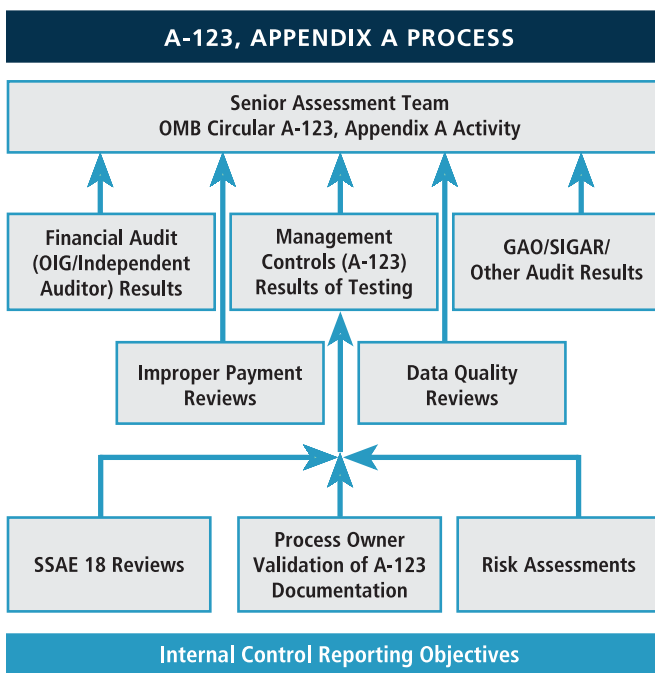 A-123, APPENDIX A PROCESS
Senior Assessment Team
OMB Circular A-123, Appendix A Activity
Financial Audit
(OIG/Independent
Auditor) Results
Management
Controls (A-123)
Results of Testing
GAO/SIGAR/
Other Audit Results
Improper Payment
Reviews
Data Quality
Reviews
SSAE 18 Reviews
Process Owner
Validation of A-123
Documentation
Risk Assessments
Internal Control Reporting Objectives